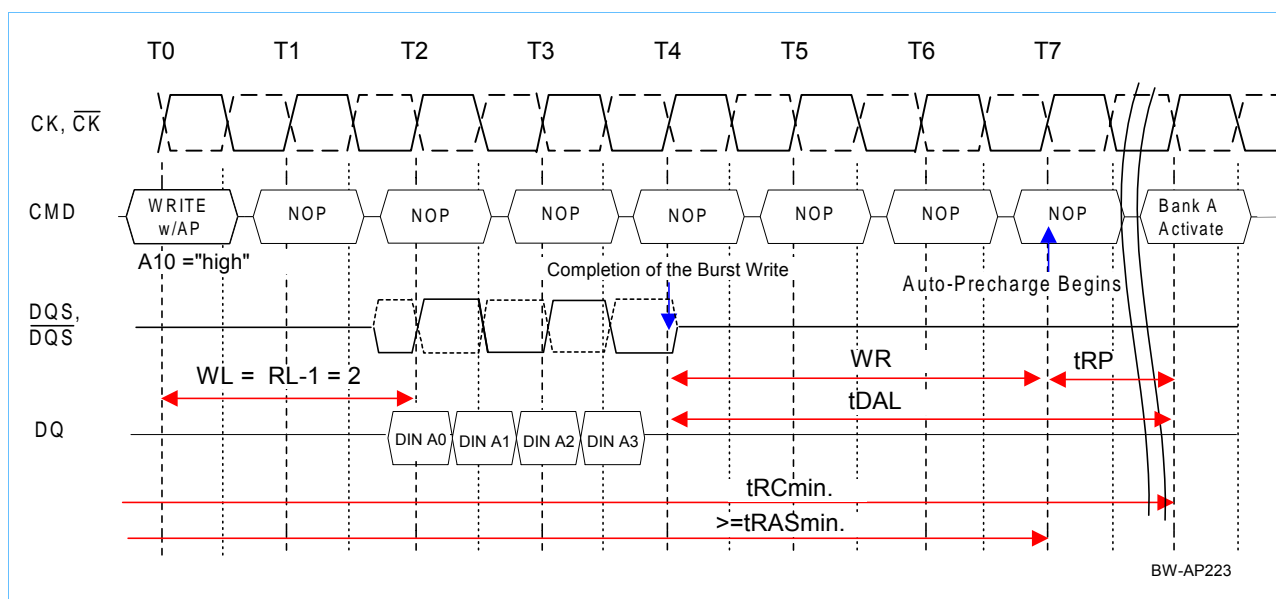 T0 T1 T2 T3 T4 T5 T6 T7
CK, CK
CMD
WRITE w/AP
NOP
NOP
NOP
NOP
NOP
NOP
NOP
Bank A Activate
A10 ="high"
Completion of the Burst Write
Auto-Precharge Begins
DQS,
DQS
WL = RL-1 = 2
WR
tRP
tDAL
DQ
DIN A0
DIN A1
DIN A2
DIN A3
tRCmin.
>=tRASmin.
BW-AP223